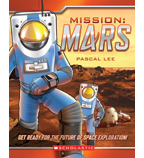 MISSION:
MARS
PASCAL LEE
GET READY FOR THE FUTURE OF SPACE EXPLORATION!
SCHOLASTIC